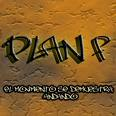 PLAN F
EL MOVIMIENTO SE DEMUESTRA
ANDANDO